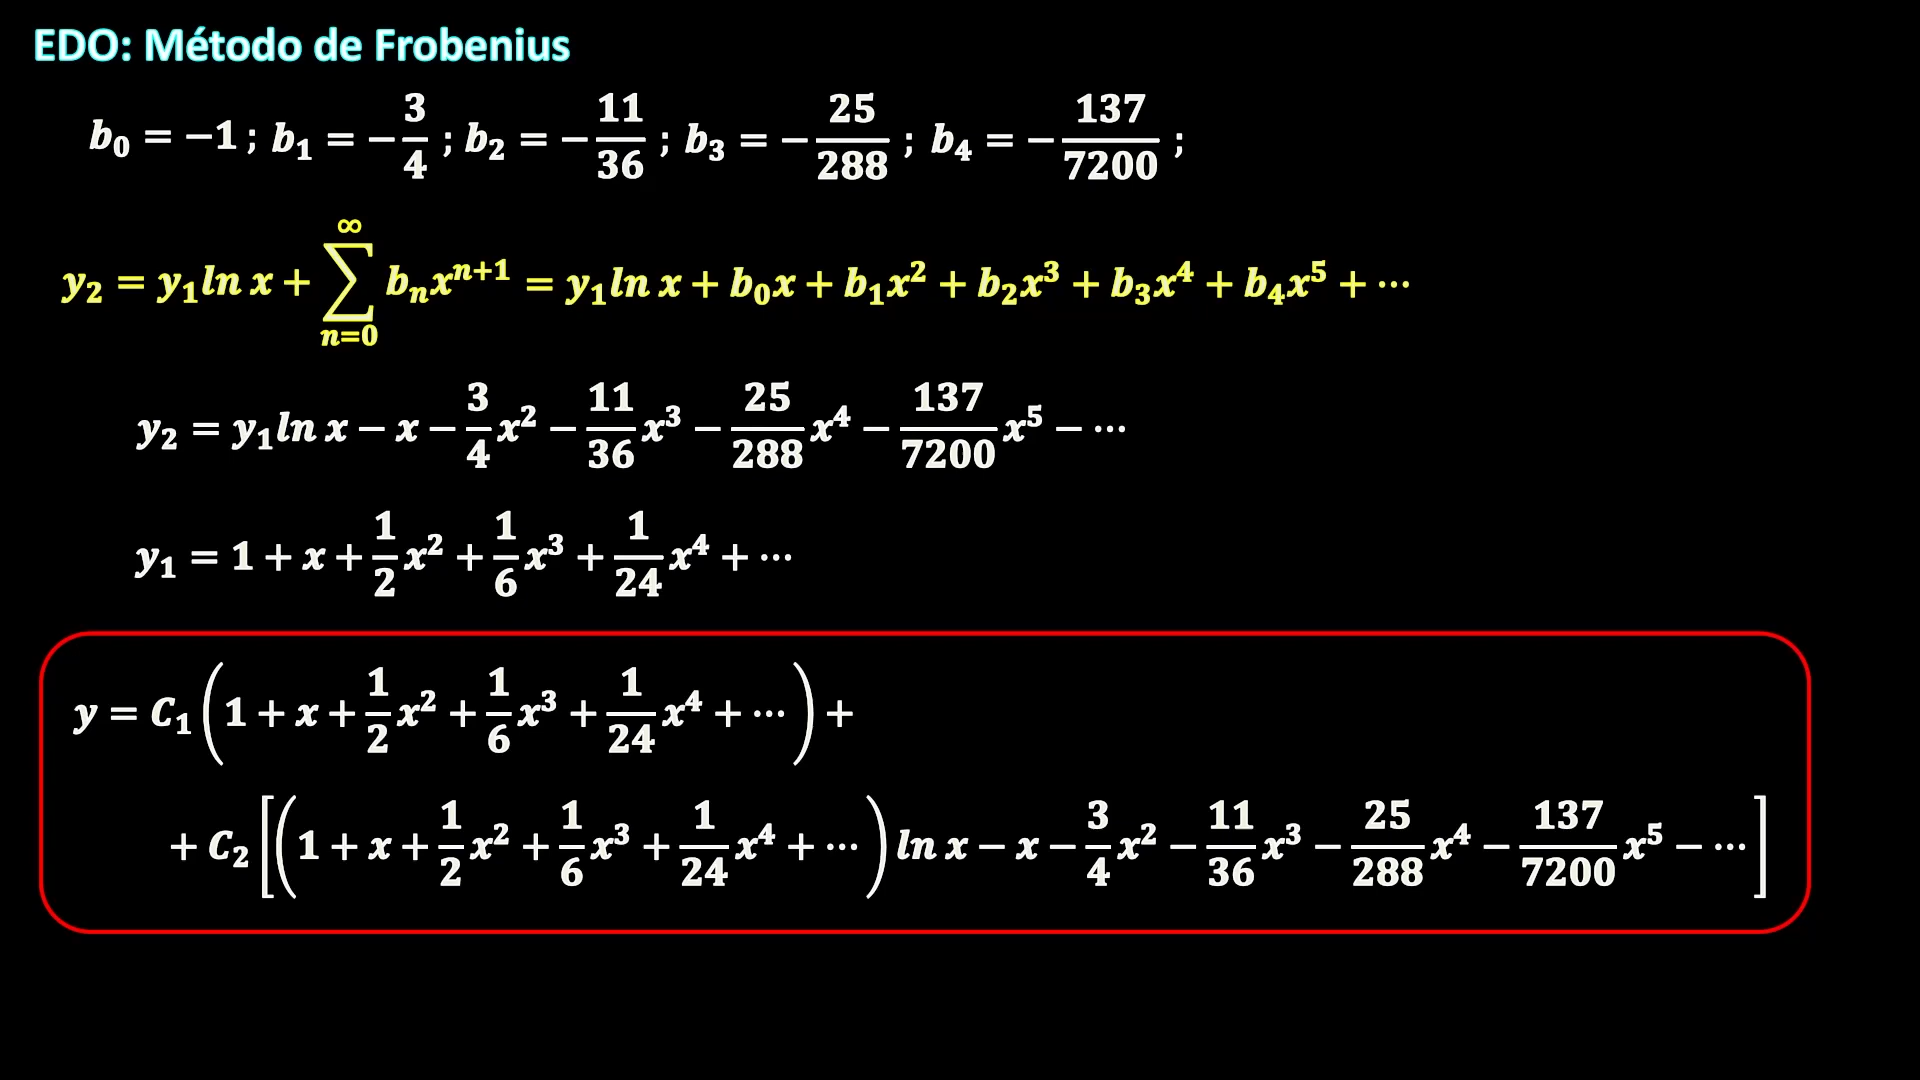 EDO: Método de Frobenius
b₀ = −1 ; b₁ = −3/4 ; b₂ = −11/36 ; b₃ = −25/288 ; b₄ = −137/7200 ;
y₂ = y₁ ln x + ∑_{n=0}^{∞} bₙxⁿ⁺¹ = y₁ ln x + b₀x + b₁x² + b₂x³ + b₃x⁴ + b₄x⁵ + ⋯
y₂ = y₁ ln x − x − 3/4 x² − 11/36 x³ − 25/288 x⁴ − 137/7200 x⁵ − ⋯
y₁ = 1 + x + 1/2 x² + 1/6 x³ + 1/24 x⁴ + ⋯
y = C₁ (1 + x + 1/2 x² + 1/6 x³ + 1/24 x⁴ + ⋯) +
+ C₂ [(1 + x + 1/2 x² + 1/6 x³ + 1/24 x⁴ + ⋯) ln x − x − 3/4 x² − 11/36 x³ − 25/288 x⁴ − 137/7200 x⁵ − ⋯]